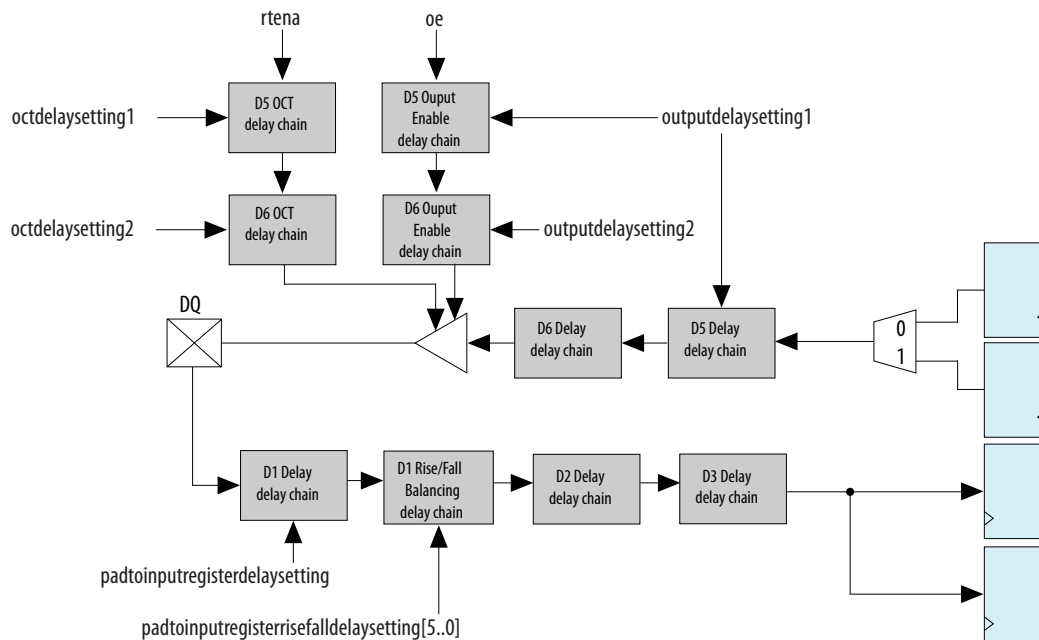 rtena
oe
D5 OCT
delay chain
D5 Ouput
Enable
delay chain
octdelaysetting1
outputdelaysetting1
D6 OCT
delay chain
D6 Ouput
Enable
delay chain
octdelaysetting2
outputdelaysetting2
DQ
D6 Delay
delay chain
D5 Delay
delay chain
0
1
D1 Delay
delay chain
D1 Rise/Fall
Balancing
delay chain
D2 Delay
delay chain
D3 Delay
delay chain
padtoinputregisterdelaysetting
padtoinputregisterrisefalldelaysetting[5..0]